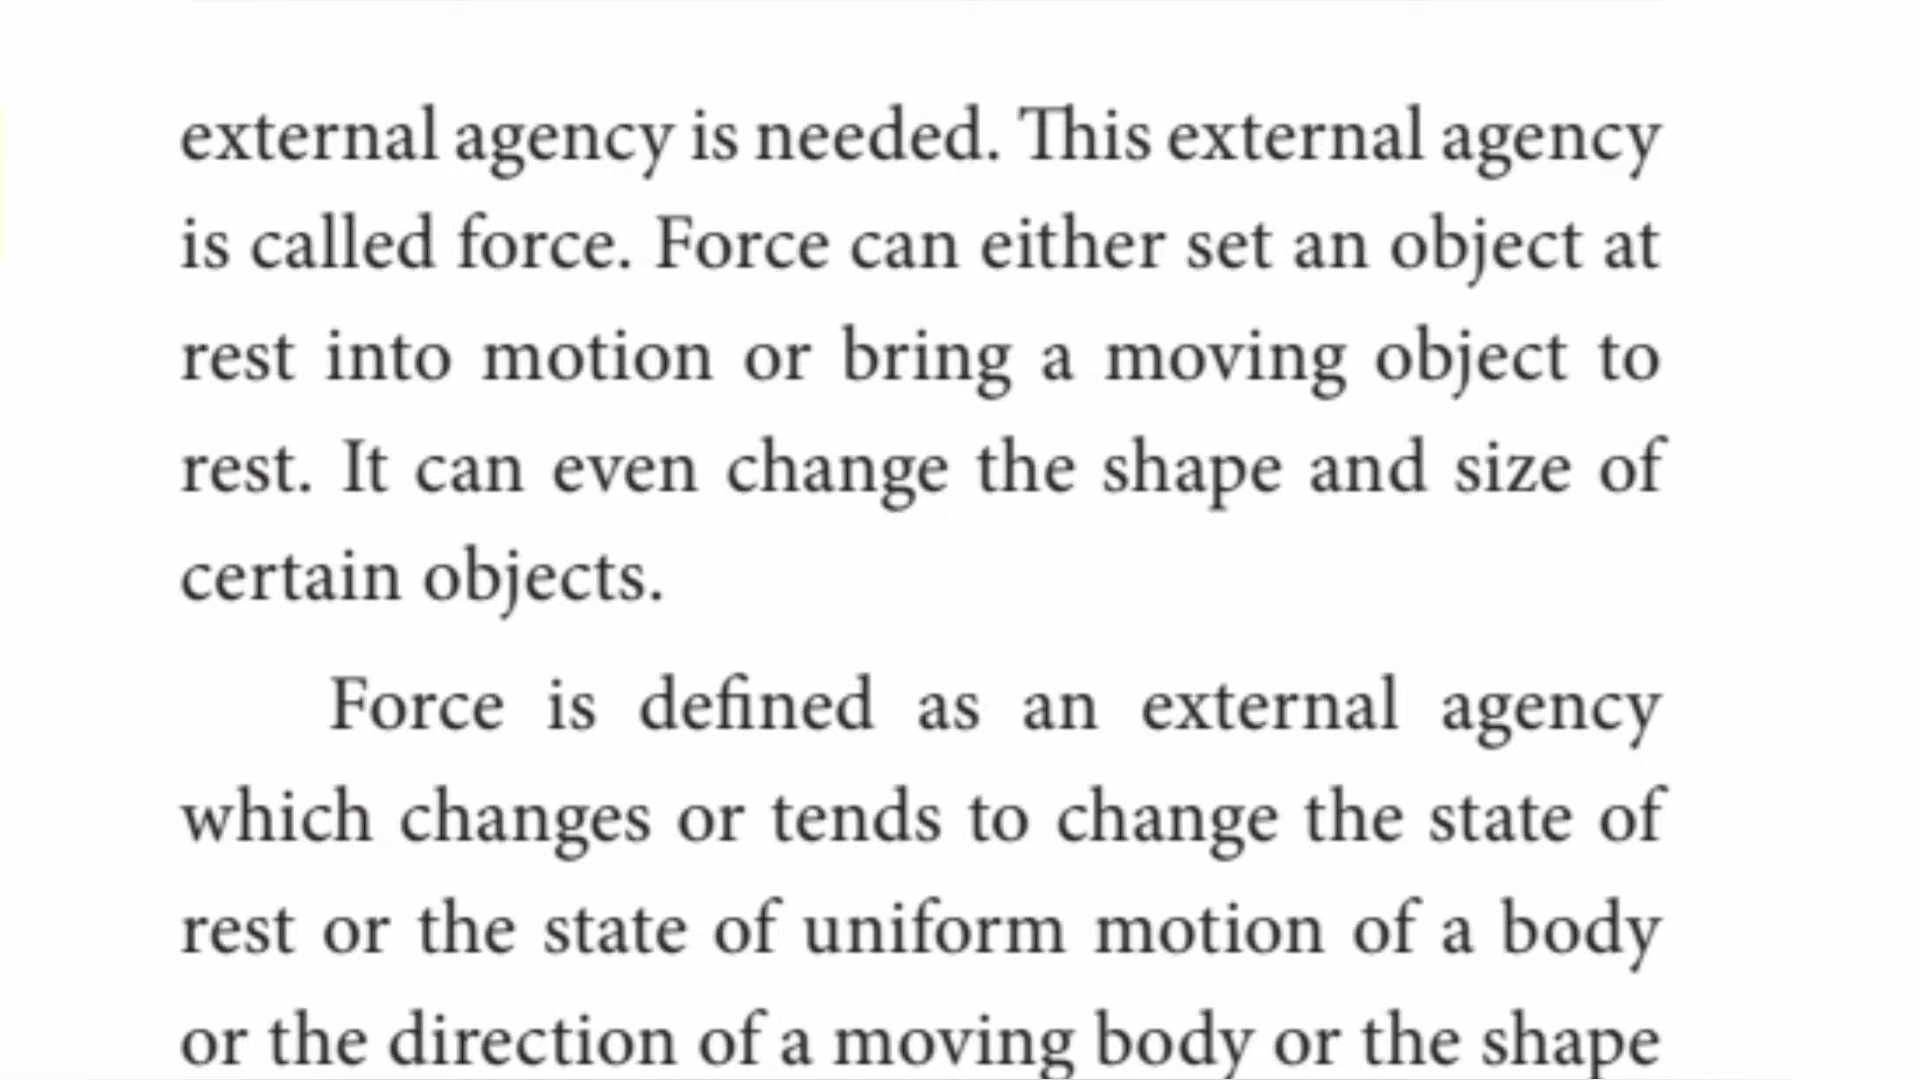 external agency is needed. This external agency
is called force. Force can either set an object at
rest into motion or bring a moving object to
rest. It can even change the shape and size of
certain objects.
Force is defined as an external agency
which changes or tends to change the state of
rest or the state of uniform motion of a body
or the direction of a moving body or the shape